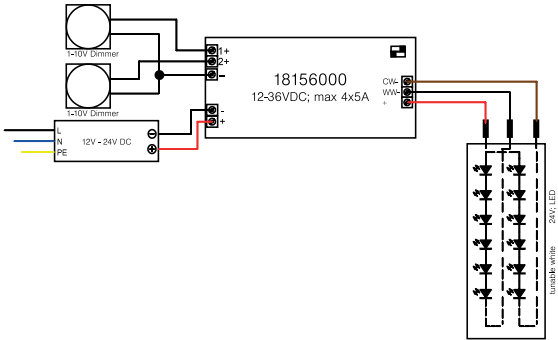 1-10V Dimmer
1+
2+
-
18156000
12-36VDC; max 4x5A
CW-
WW-
+
1-10V Dimmer
-
+
L
N
PE
12V - 24V DC
tunable white 24V; LED